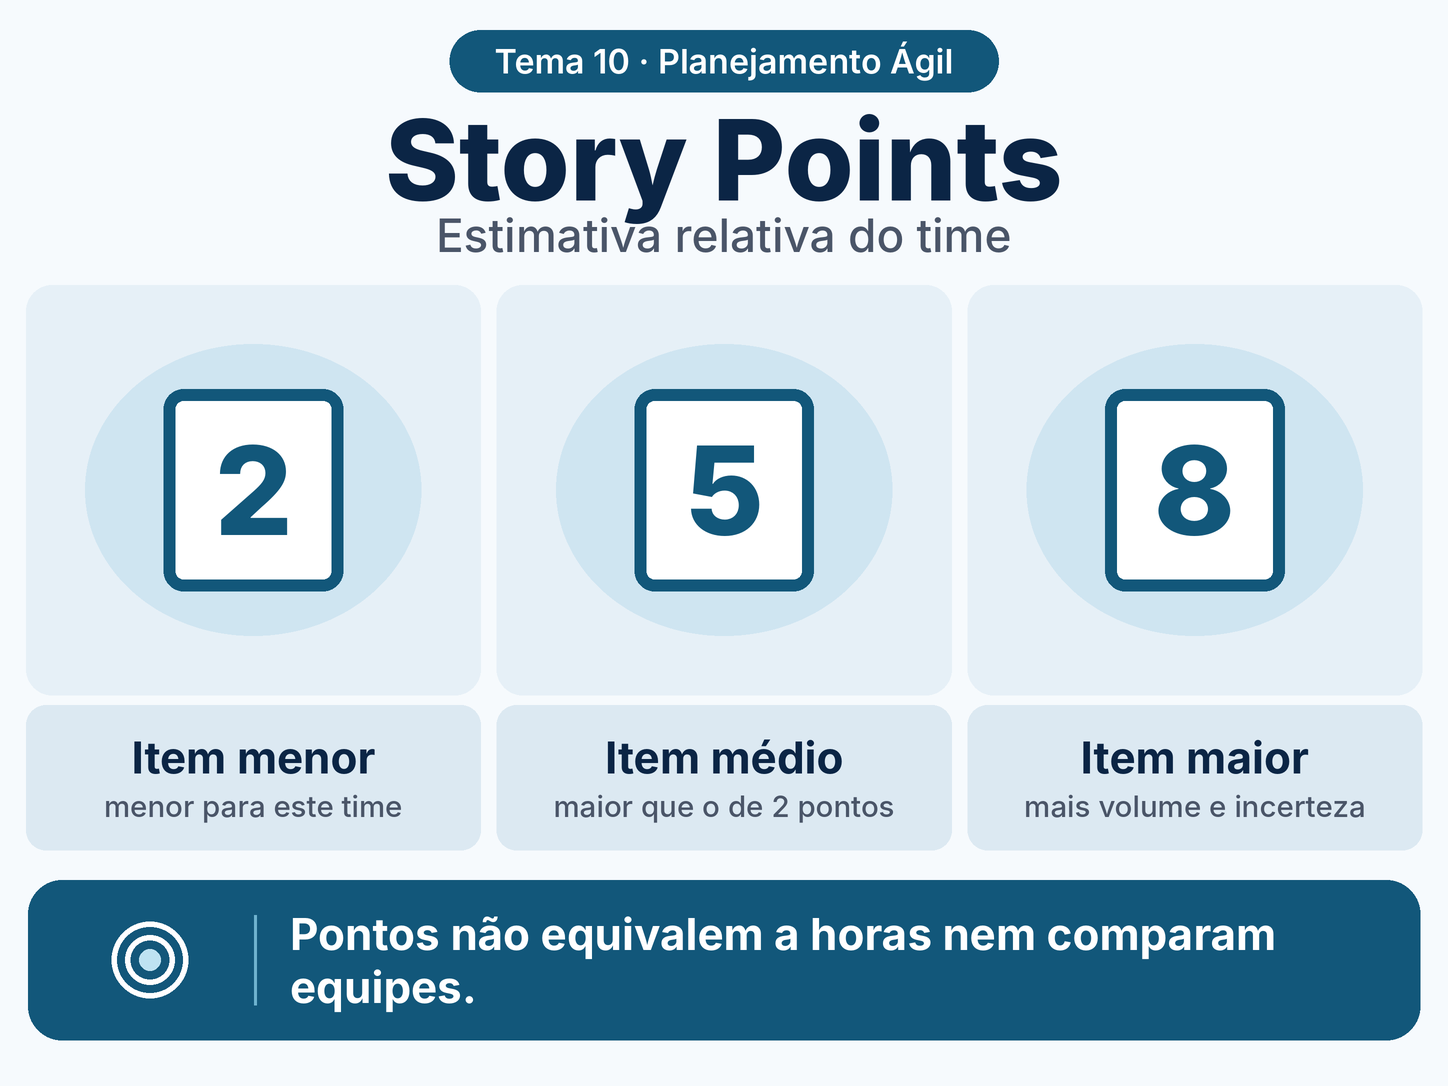 Tema 10 · Planejamento Ágil
Story Points
Estimativa relativa do time
2
5
8
Item menor
menor para este time
Item médio
maior que o de 2 pontos
Item maior
mais volume e incerteza
Pontos não equivalem a horas nem comparam
equipes.